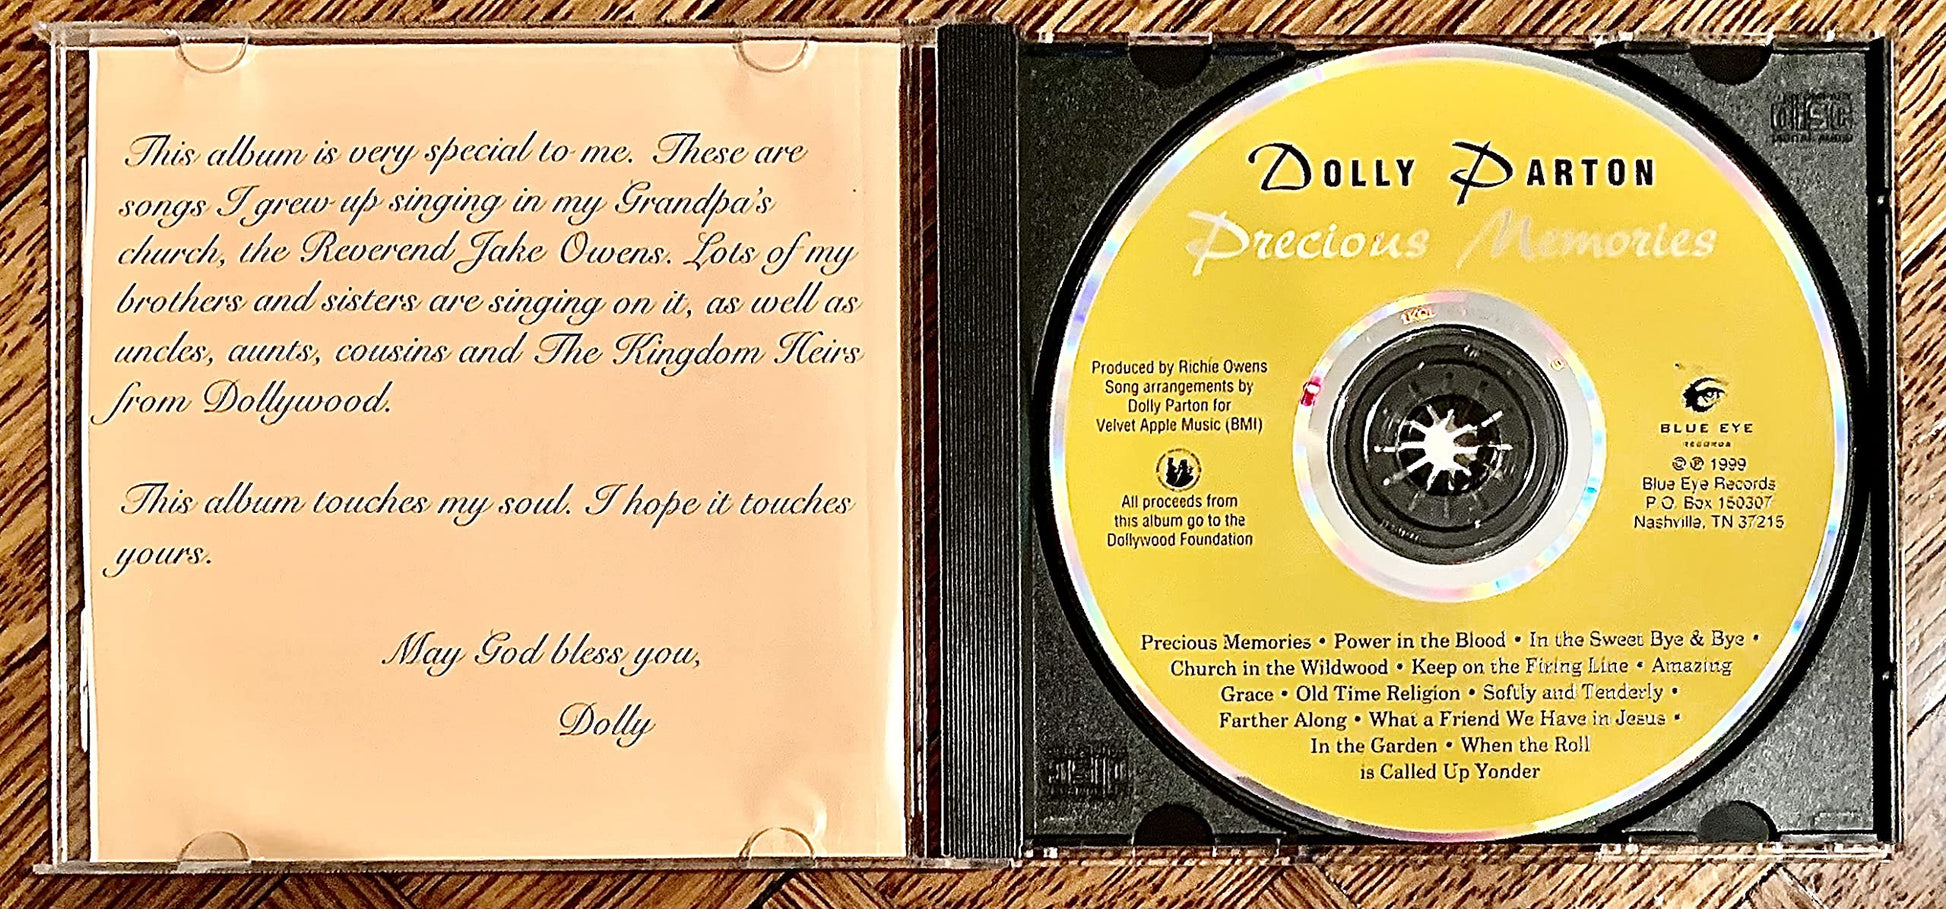 This album is very special to me. These are
songs I grew up singing in my Grandpa's
church, the Reverend Jake Owens. Lots of my
brothers and sisters are singing on it, as well as
uncles, aunts, cousins and The Kingdom Heirs
from Dollywood.
This album touches my soul. I hope it touches
yours.
May God bless you,
Dolly
DOLLY PARTON
Precious Memories
Produced by Richie Owens
Song arrangements by
Dolly Parton for
Velvet Apple Music (BMI)
All proceeds from
this album go to the
Dollywood Foundation
BLUE EYE
RECORDS
© ℗ 1999
Blue Eye Records
P.O. Box 150307
Nashville, TN 37215
Precious Memories • Power in the Blood • In the Sweet Bye & Bye •
Church in the Wildwood • Keep on the Firing Line • Amazing
Grace • Old Time Religion • Softly and Tenderly •
Farther Along • What a Friend We Have in Jesus •
In the Garden • When the Roll
is Called Up Yonder
DIGITAL AUDIO